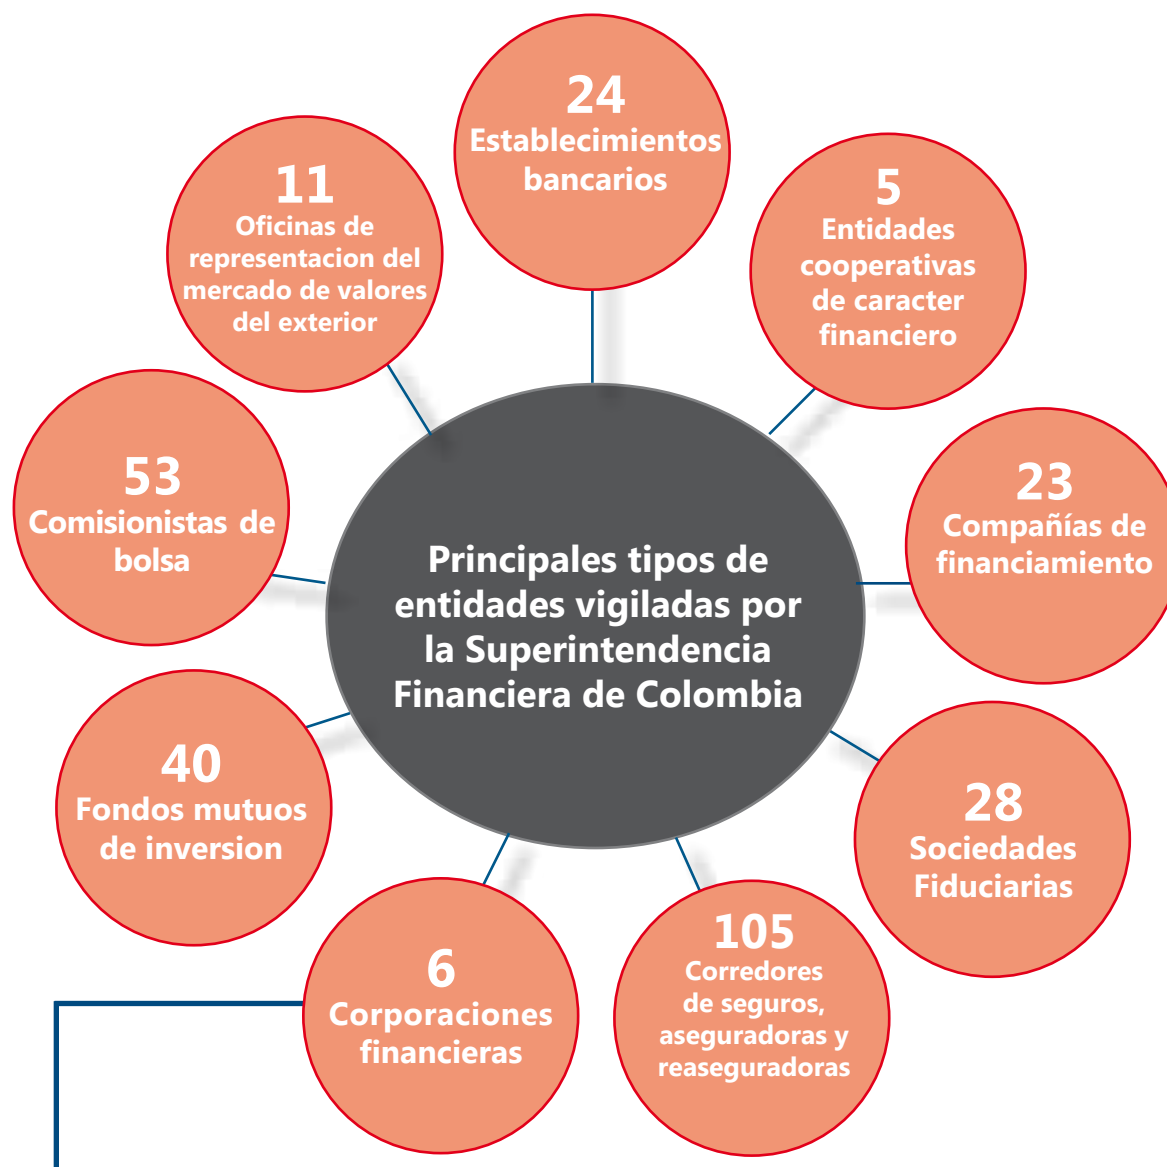 24
Establecimientos
bancarios
5
Entidades
cooperativas
de caracter
financiero
23
Compañías de
financiamiento
28
Sociedades
Fiduciarias
105
Corredores
de seguros,
aseguradoras y
reaseguradoras
6
Corporaciones
financieras
40
Fondos mutuos
de inversion
53
Comisionistas de
bolsa
11
Oficinas de
representacion del
mercado de valores
del exterior
Principales tipos de
entidades vigiladas por
la Superintendencia
Financiera de Colombia